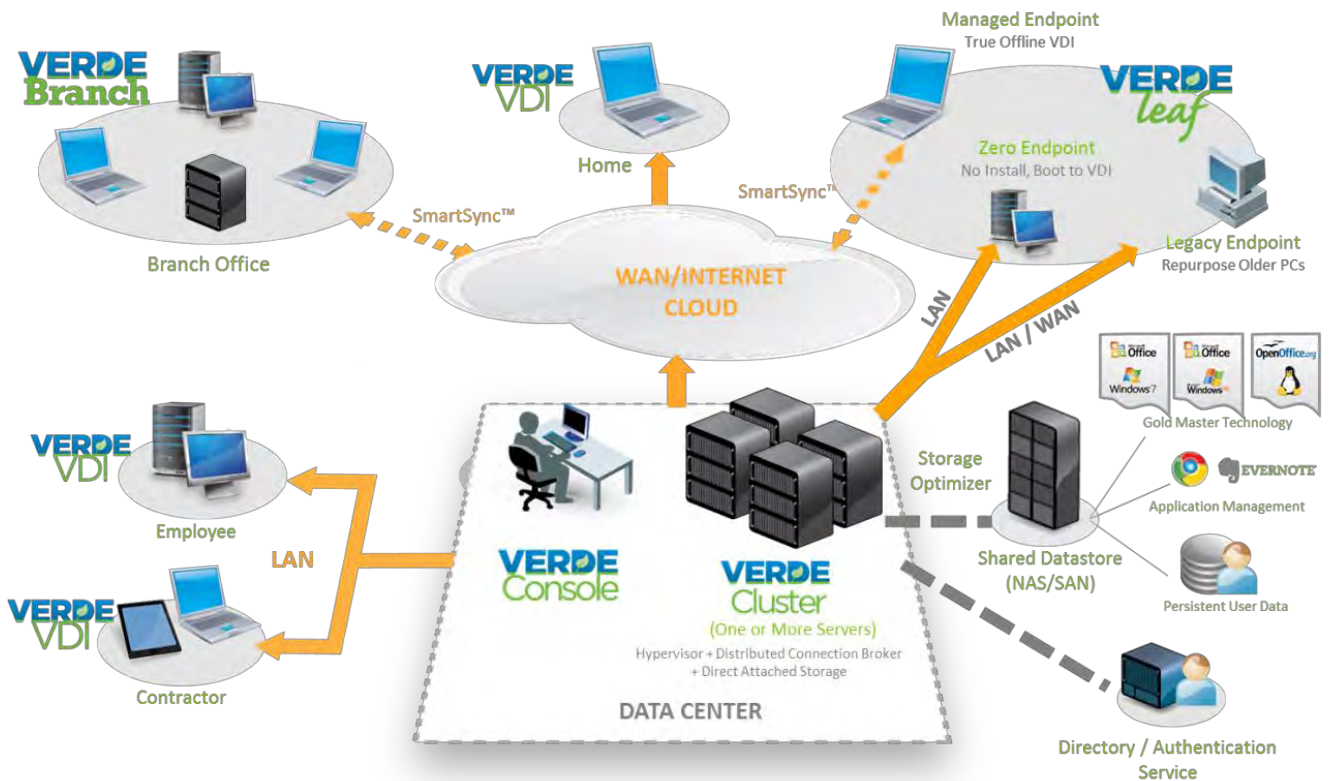 Managed Endpoint
True Offline VDI
VERDE
Branch
VERDE
VDI
VERDE
leaf
Home
Zero Endpoint
No Install, Boot to VDI
SmartSync™
SmartSync™
Branch Office
Legacy Endpoint
Repurpose Older PCs
WAN/INTERNET
CLOUD
LAN
LAN / WAN
Microsoft
Office
Windows 7
Microsoft
Office
Windows
OpenOffice.org
Gold Master Technology
VERDE
VDI
Employee
LAN
VERDE
VDI
Contractor
VERDE
Console
VERDE
Cluster
(One or More Servers)
Hypervisor + Distributed Connection Broker
+ Direct Attached Storage
DATA CENTER
Storage
Optimizer
EVERNOTE
Application Management
Shared Datastore
(NAS/SAN)
Persistent User Data
Directory / Authentication
Service